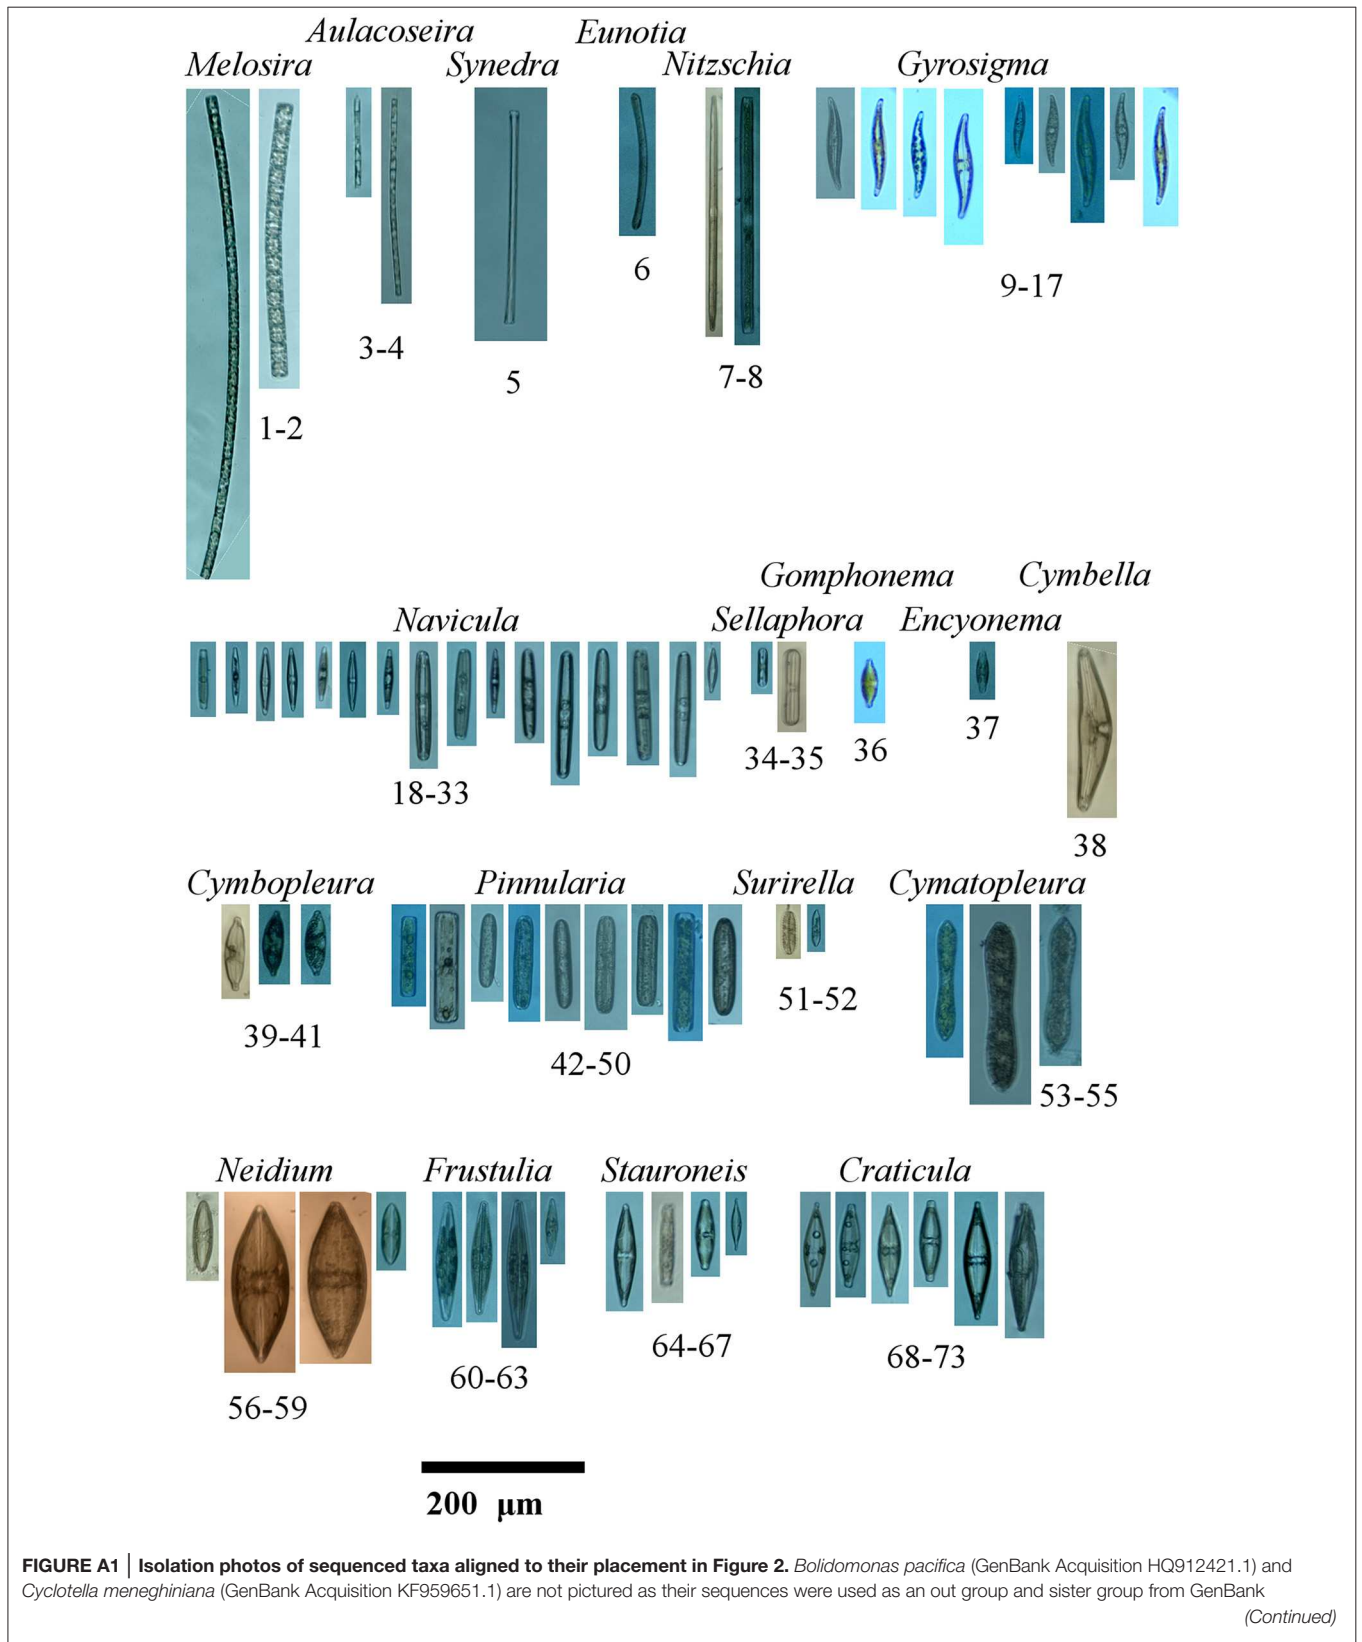 Aulacoseira Eunotia
Melosira Synedra Nitzschia Gyrosigma
6
9-17
3-4
5
7-8
1-2
Gomphonema Cymbella
Navicula Sellaphora Encyonema
37
34-35
36
18-33
38
Cymbopleura Pinnularia Surirella Cymatopleura
51-52
39-41
42-50
53-55
Neidium Frustulia Stauroneis Craticula
64-67
68-73
60-63
56-59
200 μm
FIGURE A1 | Isolation photos of sequenced taxa aligned to their placement in Figure 2. Bolidomonas pacifica (GenBank Acquisition HQ912421.1) and
Cyclotella meneghiniana (GenBank Acquisition KF959651.1) are not pictured as their sequences were used as an out group and sister group from GenBank
(Continued)